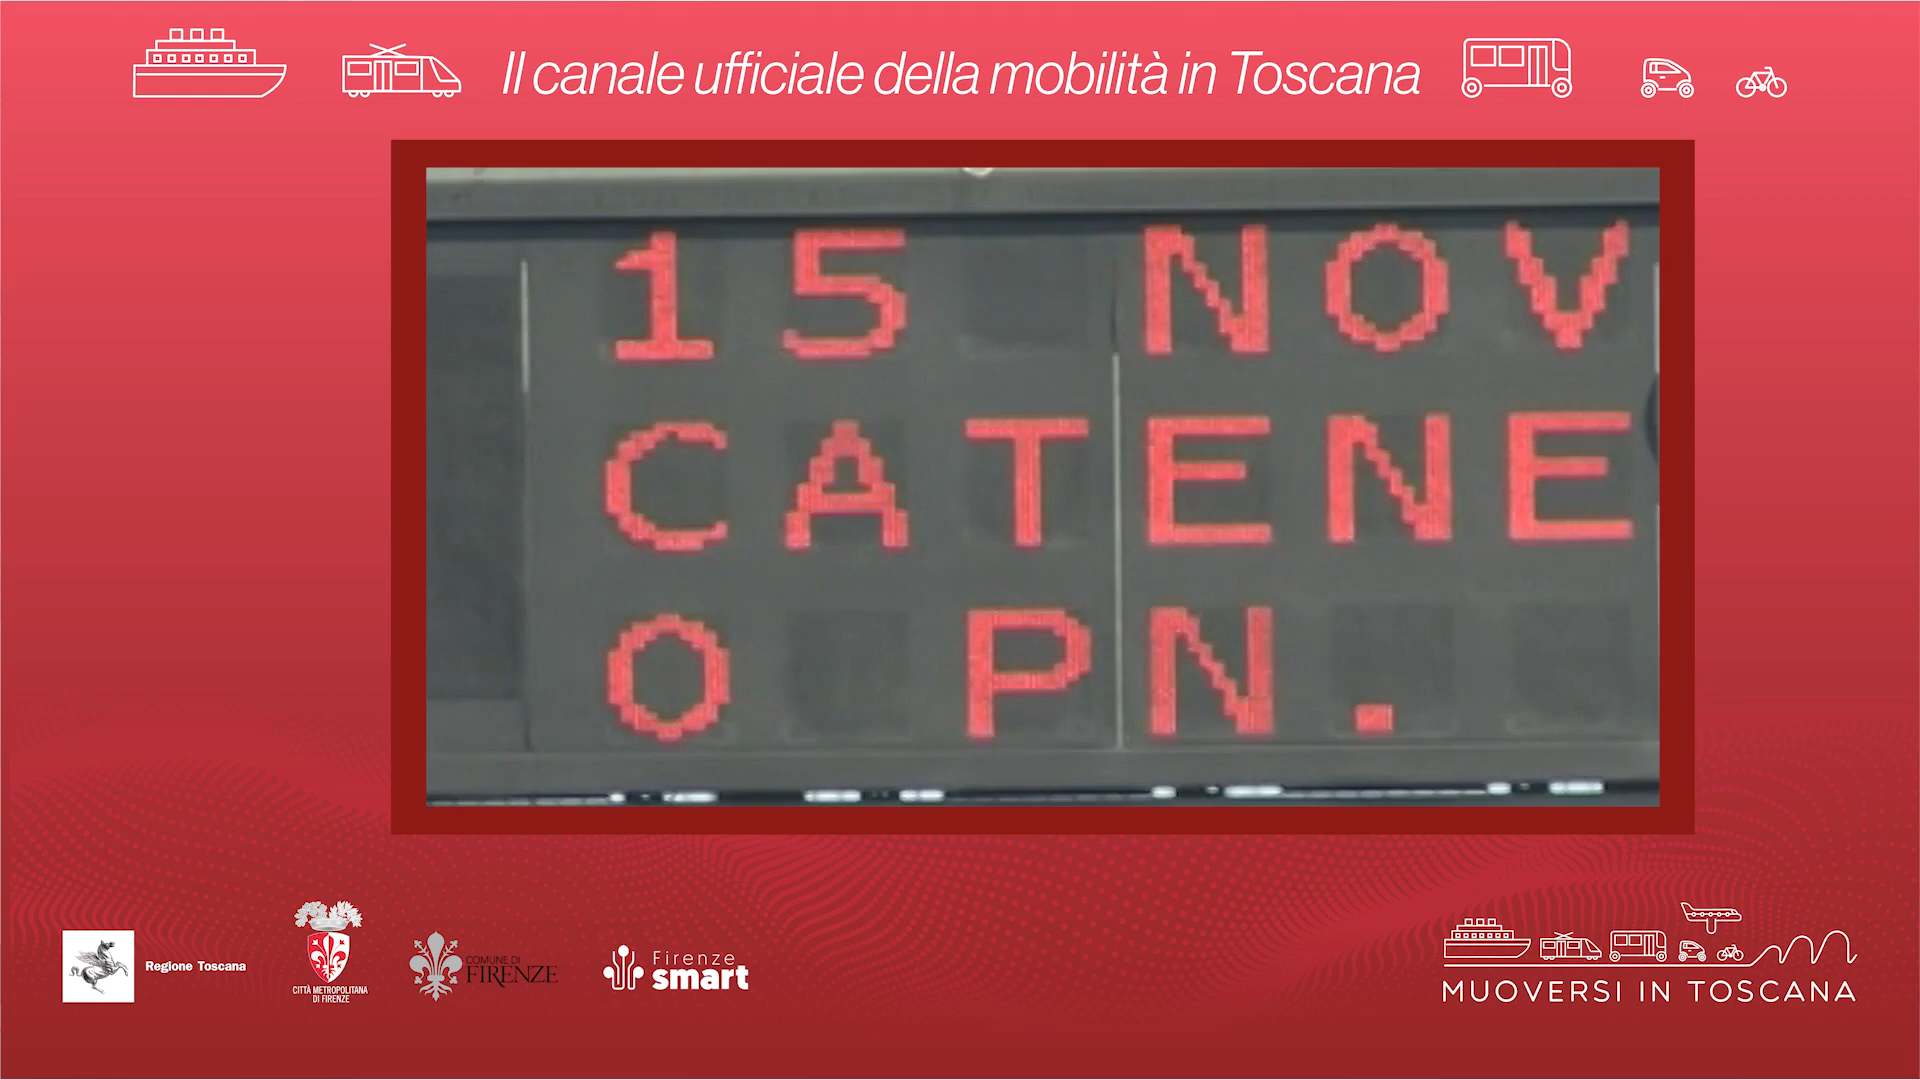 Il canale ufficiale della mobilità in Toscana
15 NOV
CATENE
O PN.
Regione Toscana
CITTÀ METROPOLITANA
DI FIRENZE
COMUNE DI
FIRENZE
Firenze
smart
MUOVERSI IN TOSCANA